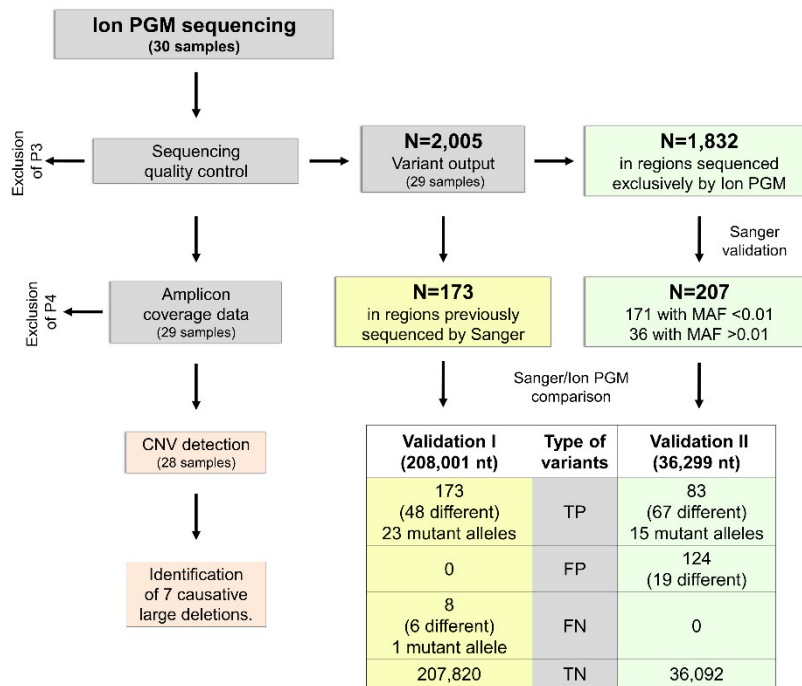 Ion PGM sequencing
(30 samples)
Exclusion
of P3
Sequencing
quality control
N=2,005
Variant output
(29 samples)
N=1,832
in regions sequenced
exclusively by Ion PGM
Sanger
validation
Exclusion
of P4
Amplicon
coverage data
(29 samples)
N=173
in regions previously
sequenced by Sanger
N=207
171 with MAF <0.01
36 with MAF >0.01
Sanger/Ion PGM
comparison
CNV detection
(28 samples)
Identification
of 7 causative
large deletions.
Validation I
(208,001 nt)
Type of
variants
Validation II
(36,299 nt)
173
(48 different)
23 mutant alleles
TP
83
(67 different)
15 mutant alleles
0
FP
124
(19 different)
8
(6 different)
1 mutant allele
FN
0
207,820
TN
36,092